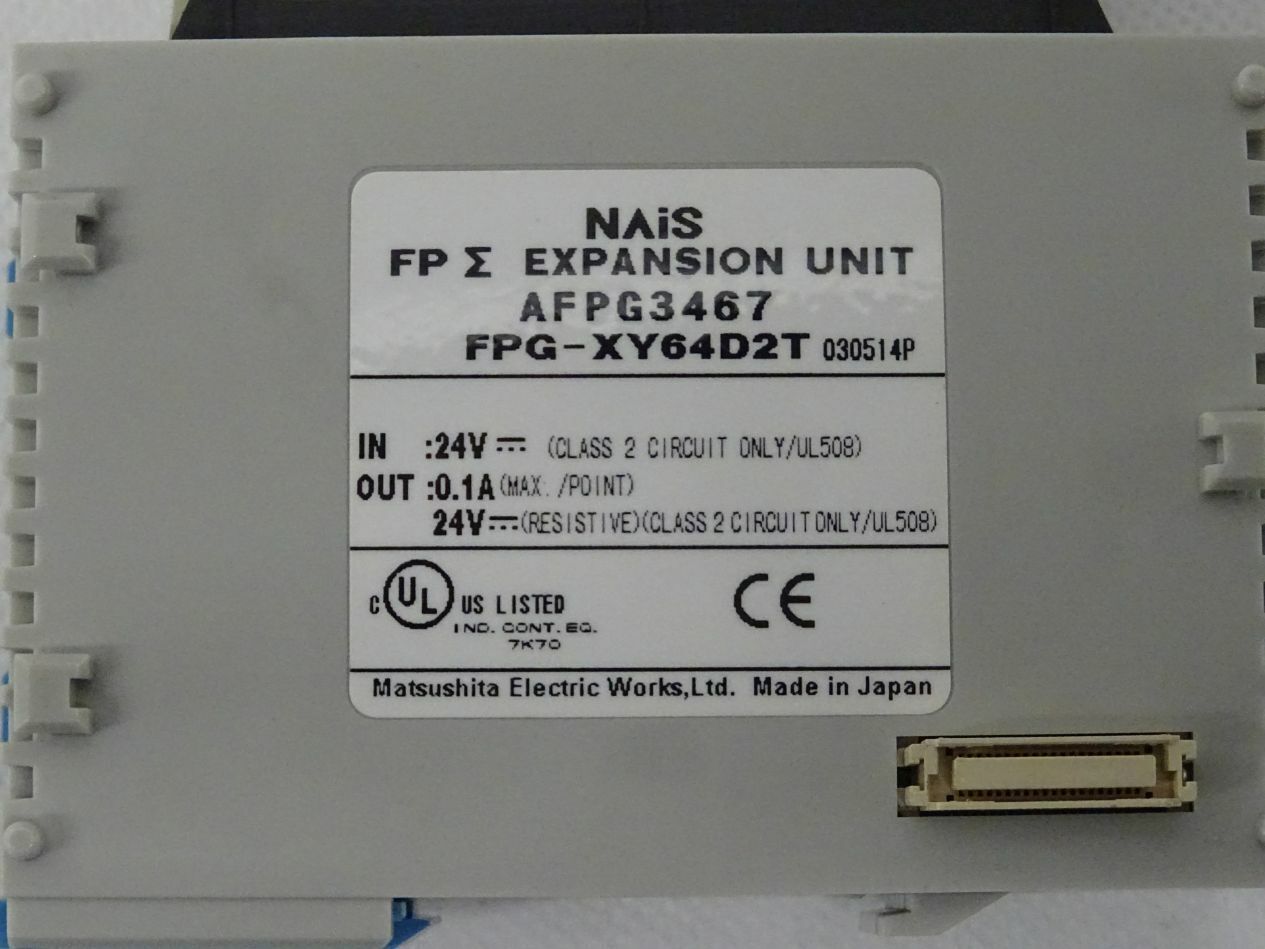 NAiS
FP Σ EXPANSION UNIT
AFPG3467
FPG-XY64D2T 030514P
IN :24V ⎓ (CLASS 2 CIRCUIT ONLY/UL508)
OUT :0.1A (MAX. /POINT)
24V⎓(RESISTIVE)(CLASS 2 CIRCUIT ONLY/UL508)
C UL US LISTED CE
IND. CONT. EQ.
7K70
Matsushita Electric Works,Ltd. Made in Japan